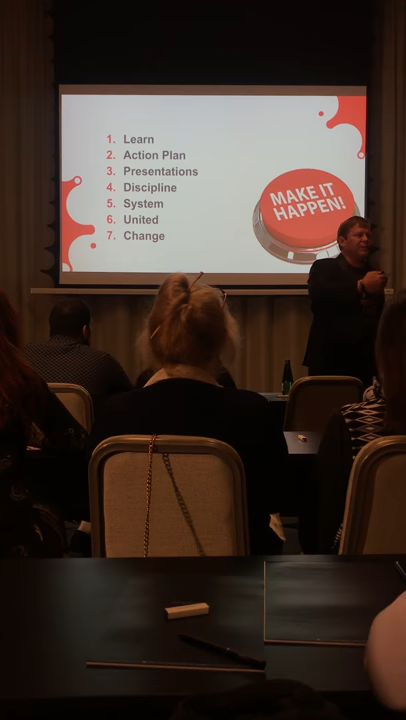 1. Learn
2. Action Plan
3. Presentations
4. Discipline
5. System
6. United
7. Change
MAKE IT
HAPPEN!